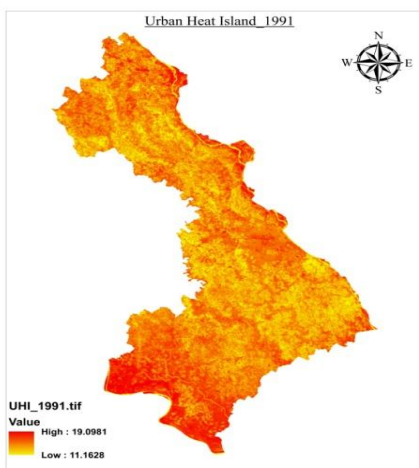 Urban Heat Island_1991
N
W E
S
UHI_1991.tif
Value
High : 19.0981
Low : 11.1628